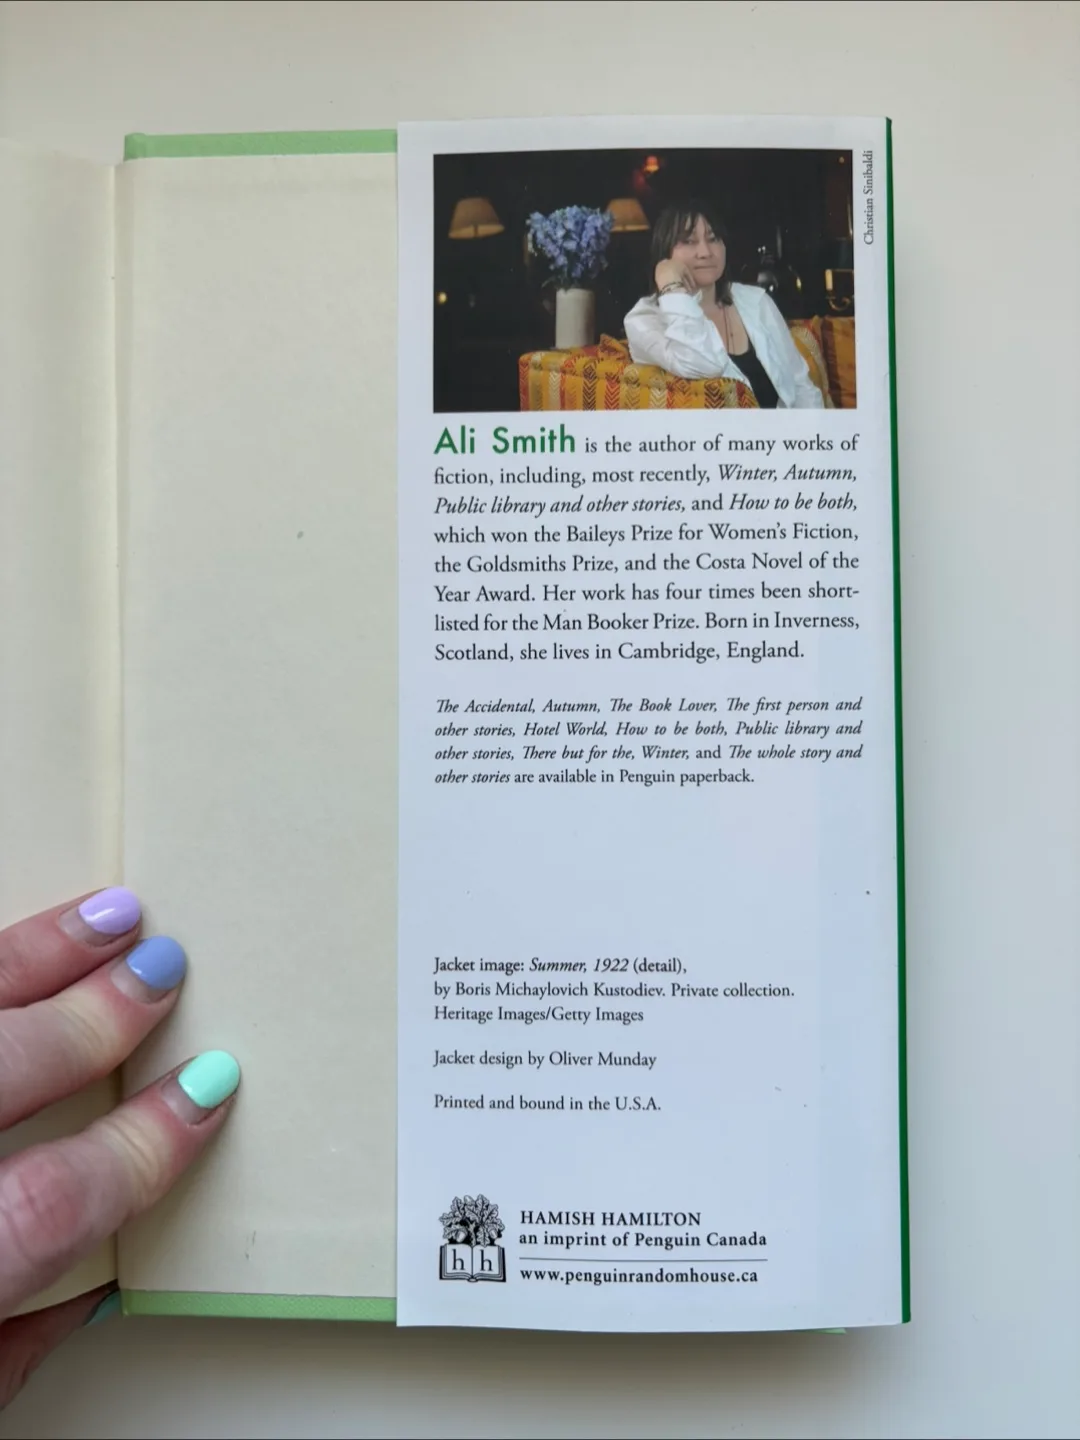 Christian Sinibaldi
Ali Smith is the author of many works of
fiction, including, most recently, Winter, Autumn,
Public library and other stories, and How to be both,
which won the Baileys Prize for Women’s Fiction,
the Goldsmiths Prize, and the Costa Novel of the
Year Award. Her work has four times been short-
listed for the Man Booker Prize. Born in Inverness,
Scotland, she lives in Cambridge, England.
The Accidental, Autumn, The Book Lover, The first person and
other stories, Hotel World, How to be both, Public library and
other stories, There but for the, Winter, and The whole story and
other stories are available in Penguin paperback.
Jacket image: Summer, 1922 (detail),
by Boris Michaylovich Kustodiev. Private collection.
Heritage Images/Getty Images
Jacket design by Oliver Munday
Printed and bound in the U.S.A.
h h
HAMISH HAMILTON
an imprint of Penguin Canada
www.penguinrandomhouse.ca